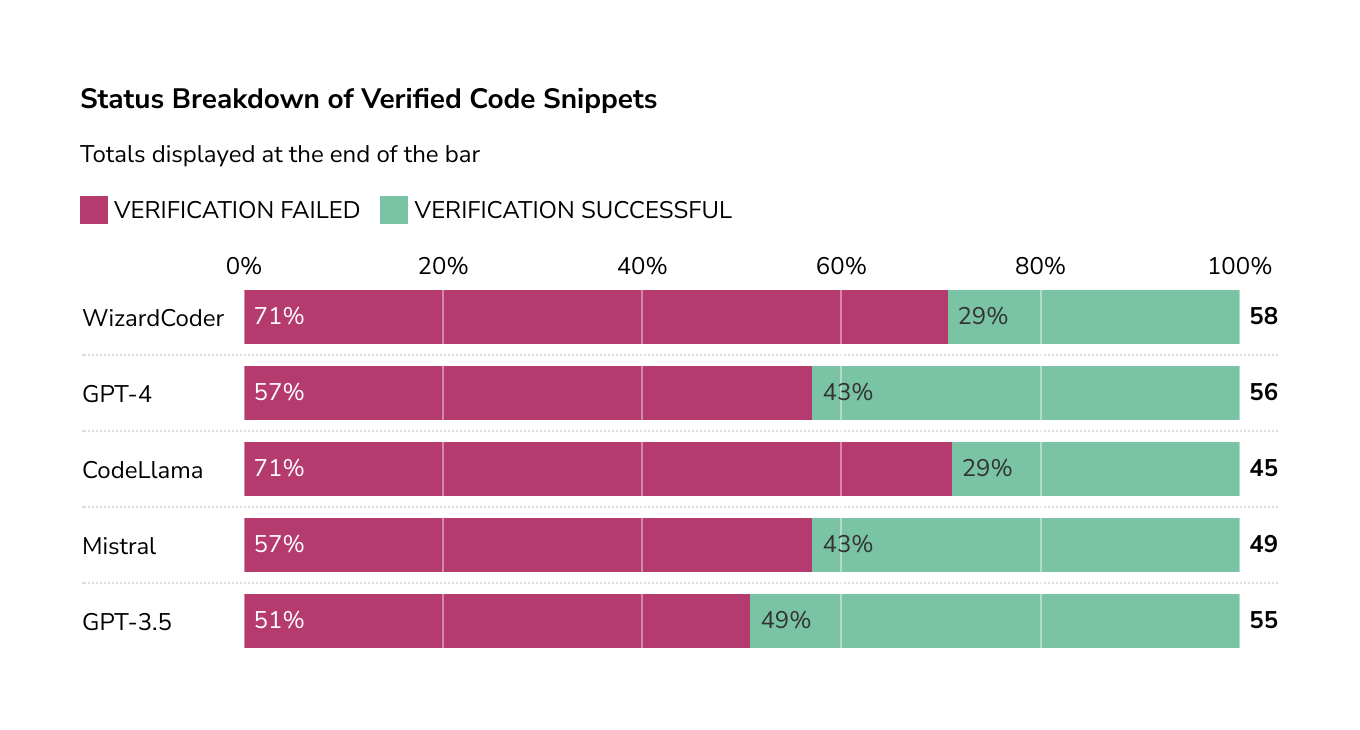 Status Breakdown of Verified Code Snippets
Totals displayed at the end of the bar
VERIFICATION FAILED VERIFICATION SUCCESSFUL
0% 20% 40% 60% 80% 100%
WizardCoder 71% 29% 58
GPT-4 57% 43% 56
CodeLlama 71% 29% 45
Mistral 57% 43% 49
GPT-3.5 51% 49% 55